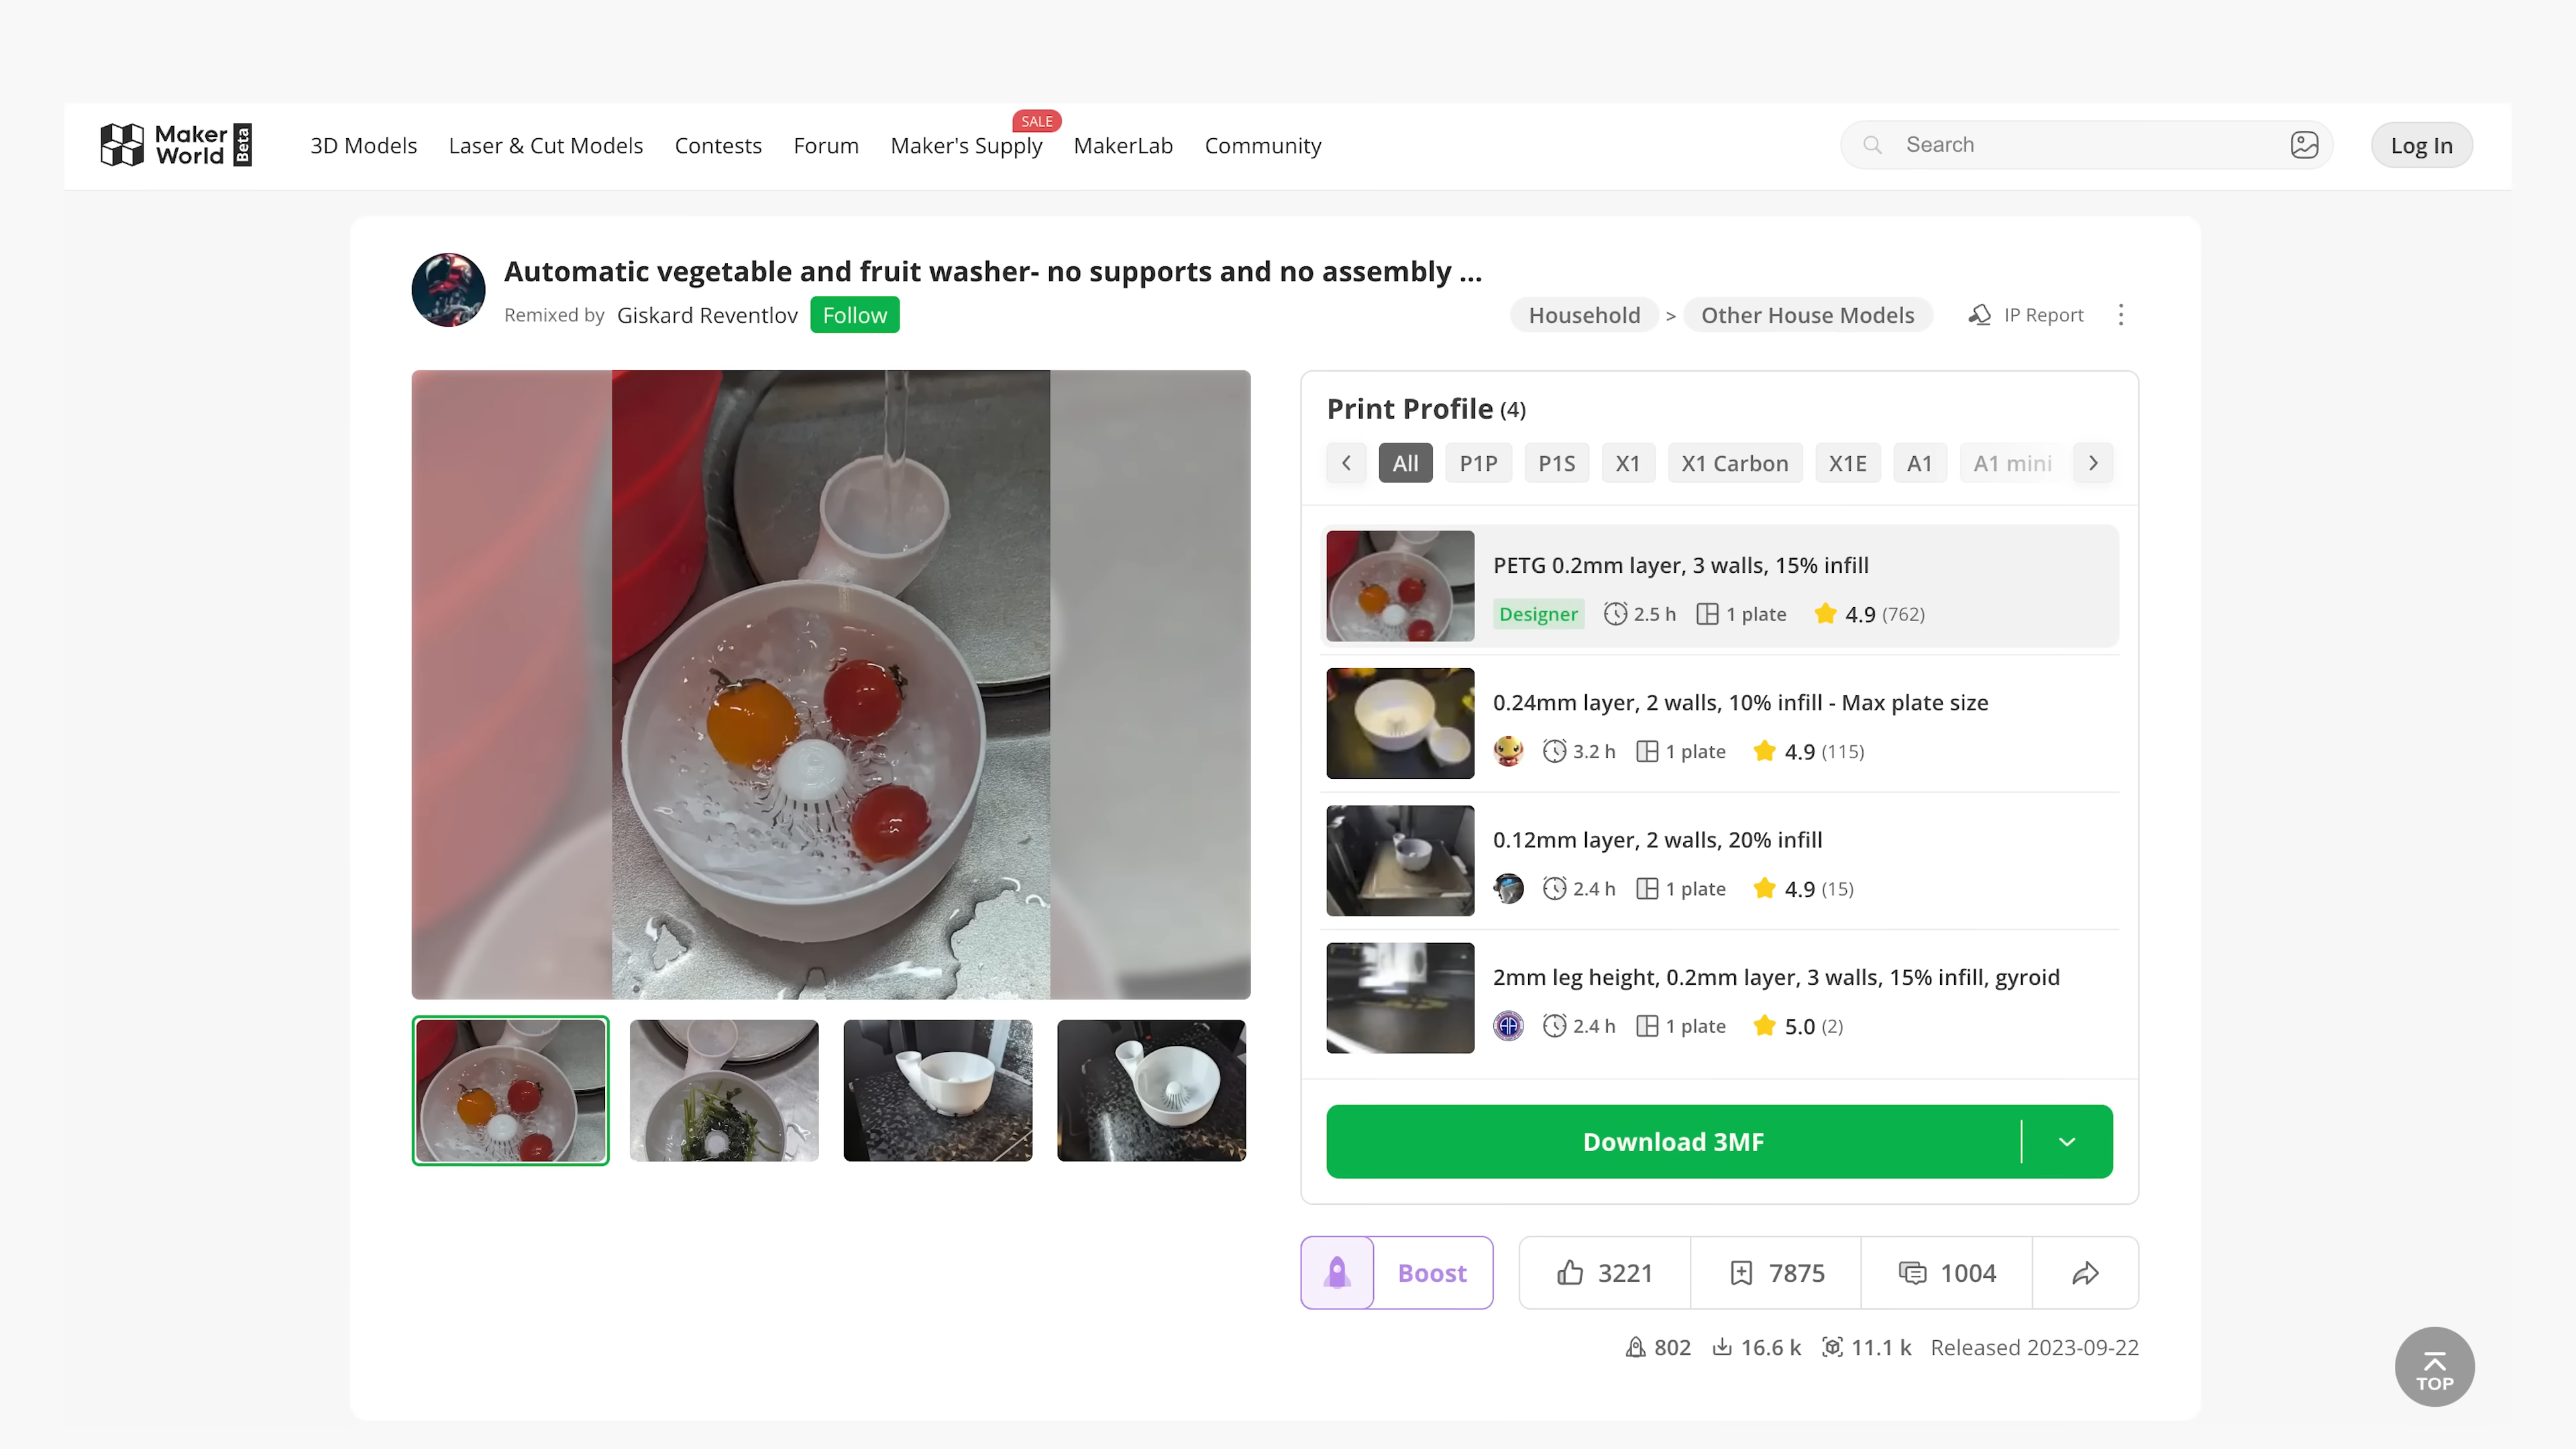 Maker World Beta
3D Models
Laser & Cut Models
Contests
Forum
Maker's Supply
SALE
MakerLab
Community
Search
Log In
Automatic vegetable and fruit washer- no supports and no assembly ...
Remixed by Giskard Reventlov Follow
Household > Other House Models
IP Report
Print Profile (4)
All P1P P1S X1 X1 Carbon X1E A1 A1 mini
PETG 0.2mm layer, 3 walls, 15% infill
Designer 2.5 h 1 plate 4.9 (762)
0.24mm layer, 2 walls, 10% infill - Max plate size
3.2 h 1 plate 4.9 (115)
0.12mm layer, 2 walls, 20% infill
2.4 h 1 plate 4.9 (15)
2mm leg height, 0.2mm layer, 3 walls, 15% infill, gyroid
2.4 h 1 plate 5.0 (2)
Download 3MF
Boost
3221 7875 1004
802 16.6 k 11.1 k Released 2023-09-22
TOP